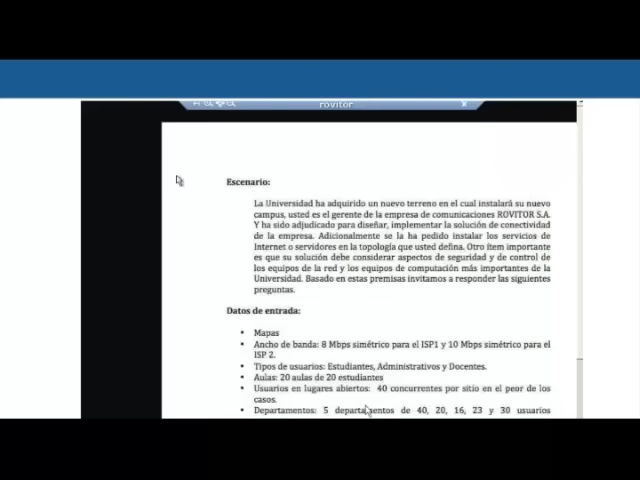 rovitor
Escenario:
La Universidad ha adquirido un nuevo terreno en el cual instalará su nuevo
campus, usted es el gerente de la empresa de comunicaciones ROVITOR S.A.
Y ha sido adjudicado para diseñar, implementar la solución de conectividad
de la empresa. Adicionalmente se la ha pedido instalar los servicios de
Internet o servidores en la topología que usted defina. Otro ítem importante
es que su solución debe considerar aspectos de seguridad y de control de
los equipos de la red y los equipos de computación más importantes de la
Universidad. Basado en estas premisas invitamos a responder las siguientes
preguntas.
Datos de entrada:
• Mapas
• Ancho de banda: 8 Mbps simétrico para el ISP1 y 10 Mbps simétrico para el
ISP 2.
• Tipos de usuarios: Estudiantes, Administrativos y Docentes.
• Aulas: 20 aulas de 20 estudiantes
• Usuarios en lugares abiertos: 40 concurrentes por sitio en el peor de los
casos.
• Departamentos: 5 departamentos de 40, 20, 16, 23 y 30 usuarios